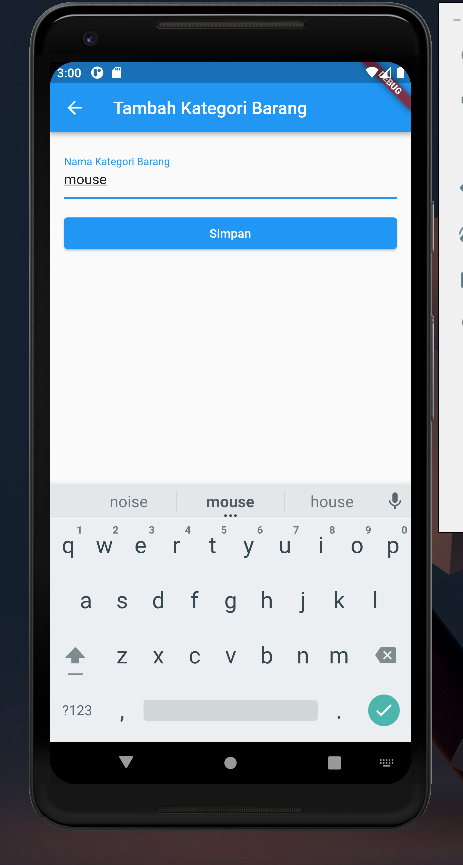 3:00
DEBUG
Tambah Kategori Barang
Nama Kategori Barang
mouse
Simpan
noise mouse house
1 2 3 4 5 6 7 8 9 0
q w e r t y u i o p
a s d f g h j k l
z x c v b n m
?123 , .